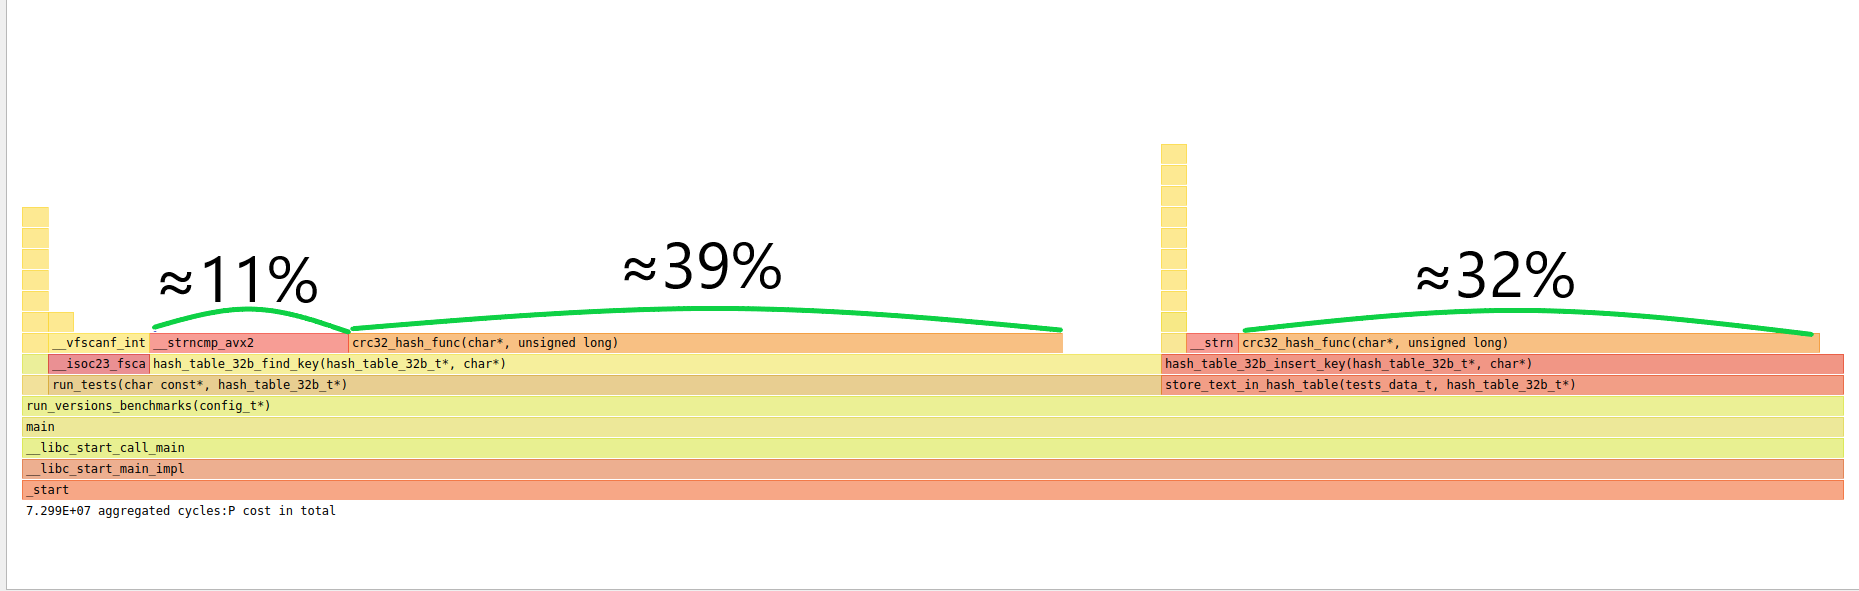 ≈11%
≈39%
≈32%
__vfscanf_int __strncmp_avx2 crc32_hash_func(char*, unsigned long) __strn crc32_hash_func(char*, unsigned long)
__isoc23_fsca hash_table_32b_find_key(hash_table_32b_t*, char*) hash_table_32b_insert_key(hash_table_32b_t*, char*)
run_tests(char const*, hash_table_32b_t*) store_text_in_hash_table(tests_data_t, hash_table_32b_t*)
run_versions_benchmarks(config_t*)
main
__libc_start_call_main
__libc_start_main_impl
_start
7.299E+07 aggregated cycles:P cost in total